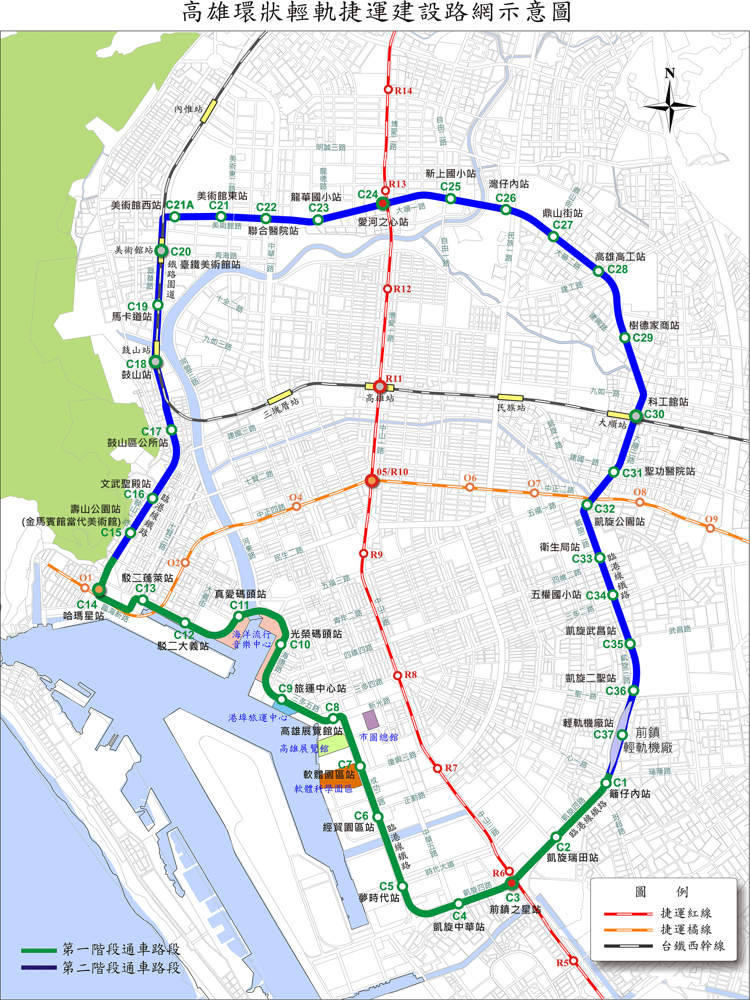 高雄環狀輕軌捷運建設路網示意圖
N
R14
內惟站
博愛二路
自由二路
明誠三路
美術東二路
龍德路
R13
新上國小站
C25
灣仔內站
C26
鼎山街
美術館西站
C21A
美術館東站
C21
美術館路
C22
聯合醫院站
龍華國小站
C23
C24
愛河之心站
大順一路
鼎山街站
C27
大順二路
高雄高工站
C28
建工路
美術館站
C20
臺鐵美術館站
青海路
中華二路
自由一路
民族一路
翠華路
鐵路園道
R12
十全二路
C19
馬卡道站
博愛一路
建興路
樹德家商站
C29
九如三路
鼓山站
C18
鼓山站
同盟三路
R11
高雄站
三塊厝站
民族站
九如一路
科工館站
C30
大順站
C17
鼓山區公所站
建國三路
中山一路
凱旋一路
大順三路
建國一路
C31
聖功醫院站
七賢二路
05/R10
O6
O7
中正二路
O8
文武聖殿站
C16
臨港線鐵路
鼓山一路
O4
中正四路
五福一路
C32
凱旋公園站
O9
壽山公園站
(金馬賓館當代美術館)
C15
七賢三路
河東路
民生二路
R9
凱旋二路
衛生局站
C33
臨港線鐵路
O2
O1
駁二蓬萊站
C13
大義街
真愛碼頭站
C11
五福三路
四維二路
C14
哈瑪星站
臨海新路
五權國小站
C34
中山二路
青年二路
三多二路
C12
駁二大義站
海洋流行
音樂中心
光榮碼頭站
C10
海邊路
四維四路
凱旋武昌站
C35
武昌路
凱旋三路
R8
C9
旅運中心站
三多四路
三多五路
凱旋二聖站
C36
二聖一路
新光路
C8
高雄展覽館站
港埠旅運中心
市圖總館
輕軌機廠站
C37
前鎮
輕軌機廠
高雄展覽館
復興三路
一心一路
C7
軟體園區站
軟體科學園區
R7
瑞隆路
C1
籬仔內站
成功二路
正勤路
凱旋四路
臨港線鐵路
班超路
C6
經貿園區站
臨港線鐵路
中華五路
中山三路
C2
凱旋瑞田站
時代大道
R6
C5
夢時代站
凱旋四路
C3
前鎮之星站
C4
凱旋中華站
R5
圖 例
捷運紅線
捷運橘線
台鐵西幹線
第一階段通車路段
第二階段通車路段